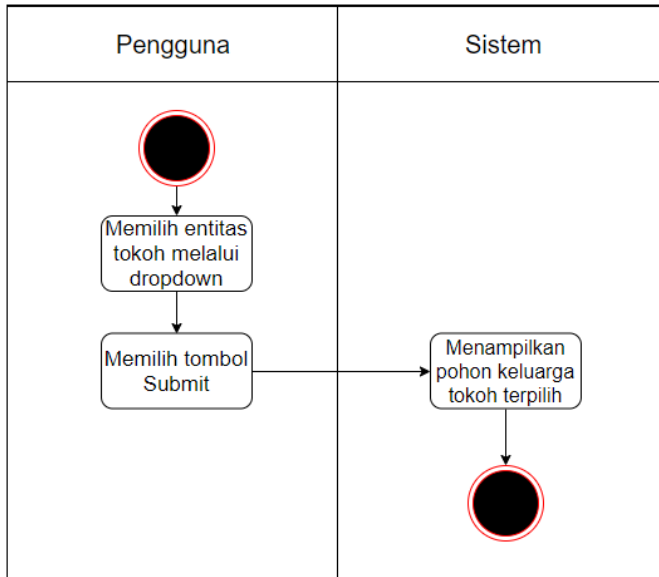 Pengguna
Sistem
Memilih entitas
tokoh melalui
dropdown
Memilih tombol
Submit
Menampilkan
pohon keluarga
tokoh terpilih